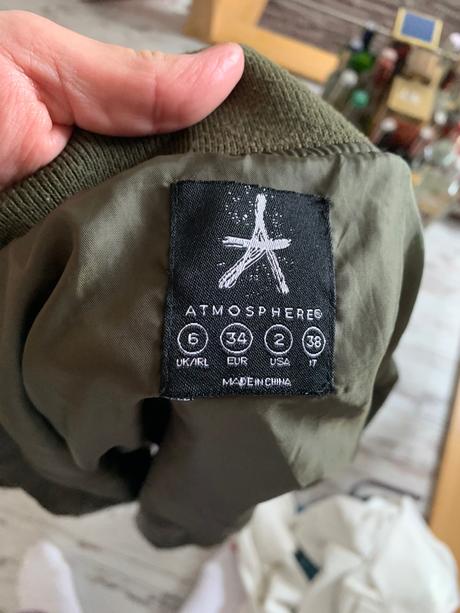 ATMOSPHERE®
6 34 2 38
UK/IRL EUR USA IT
MADE IN CHINA